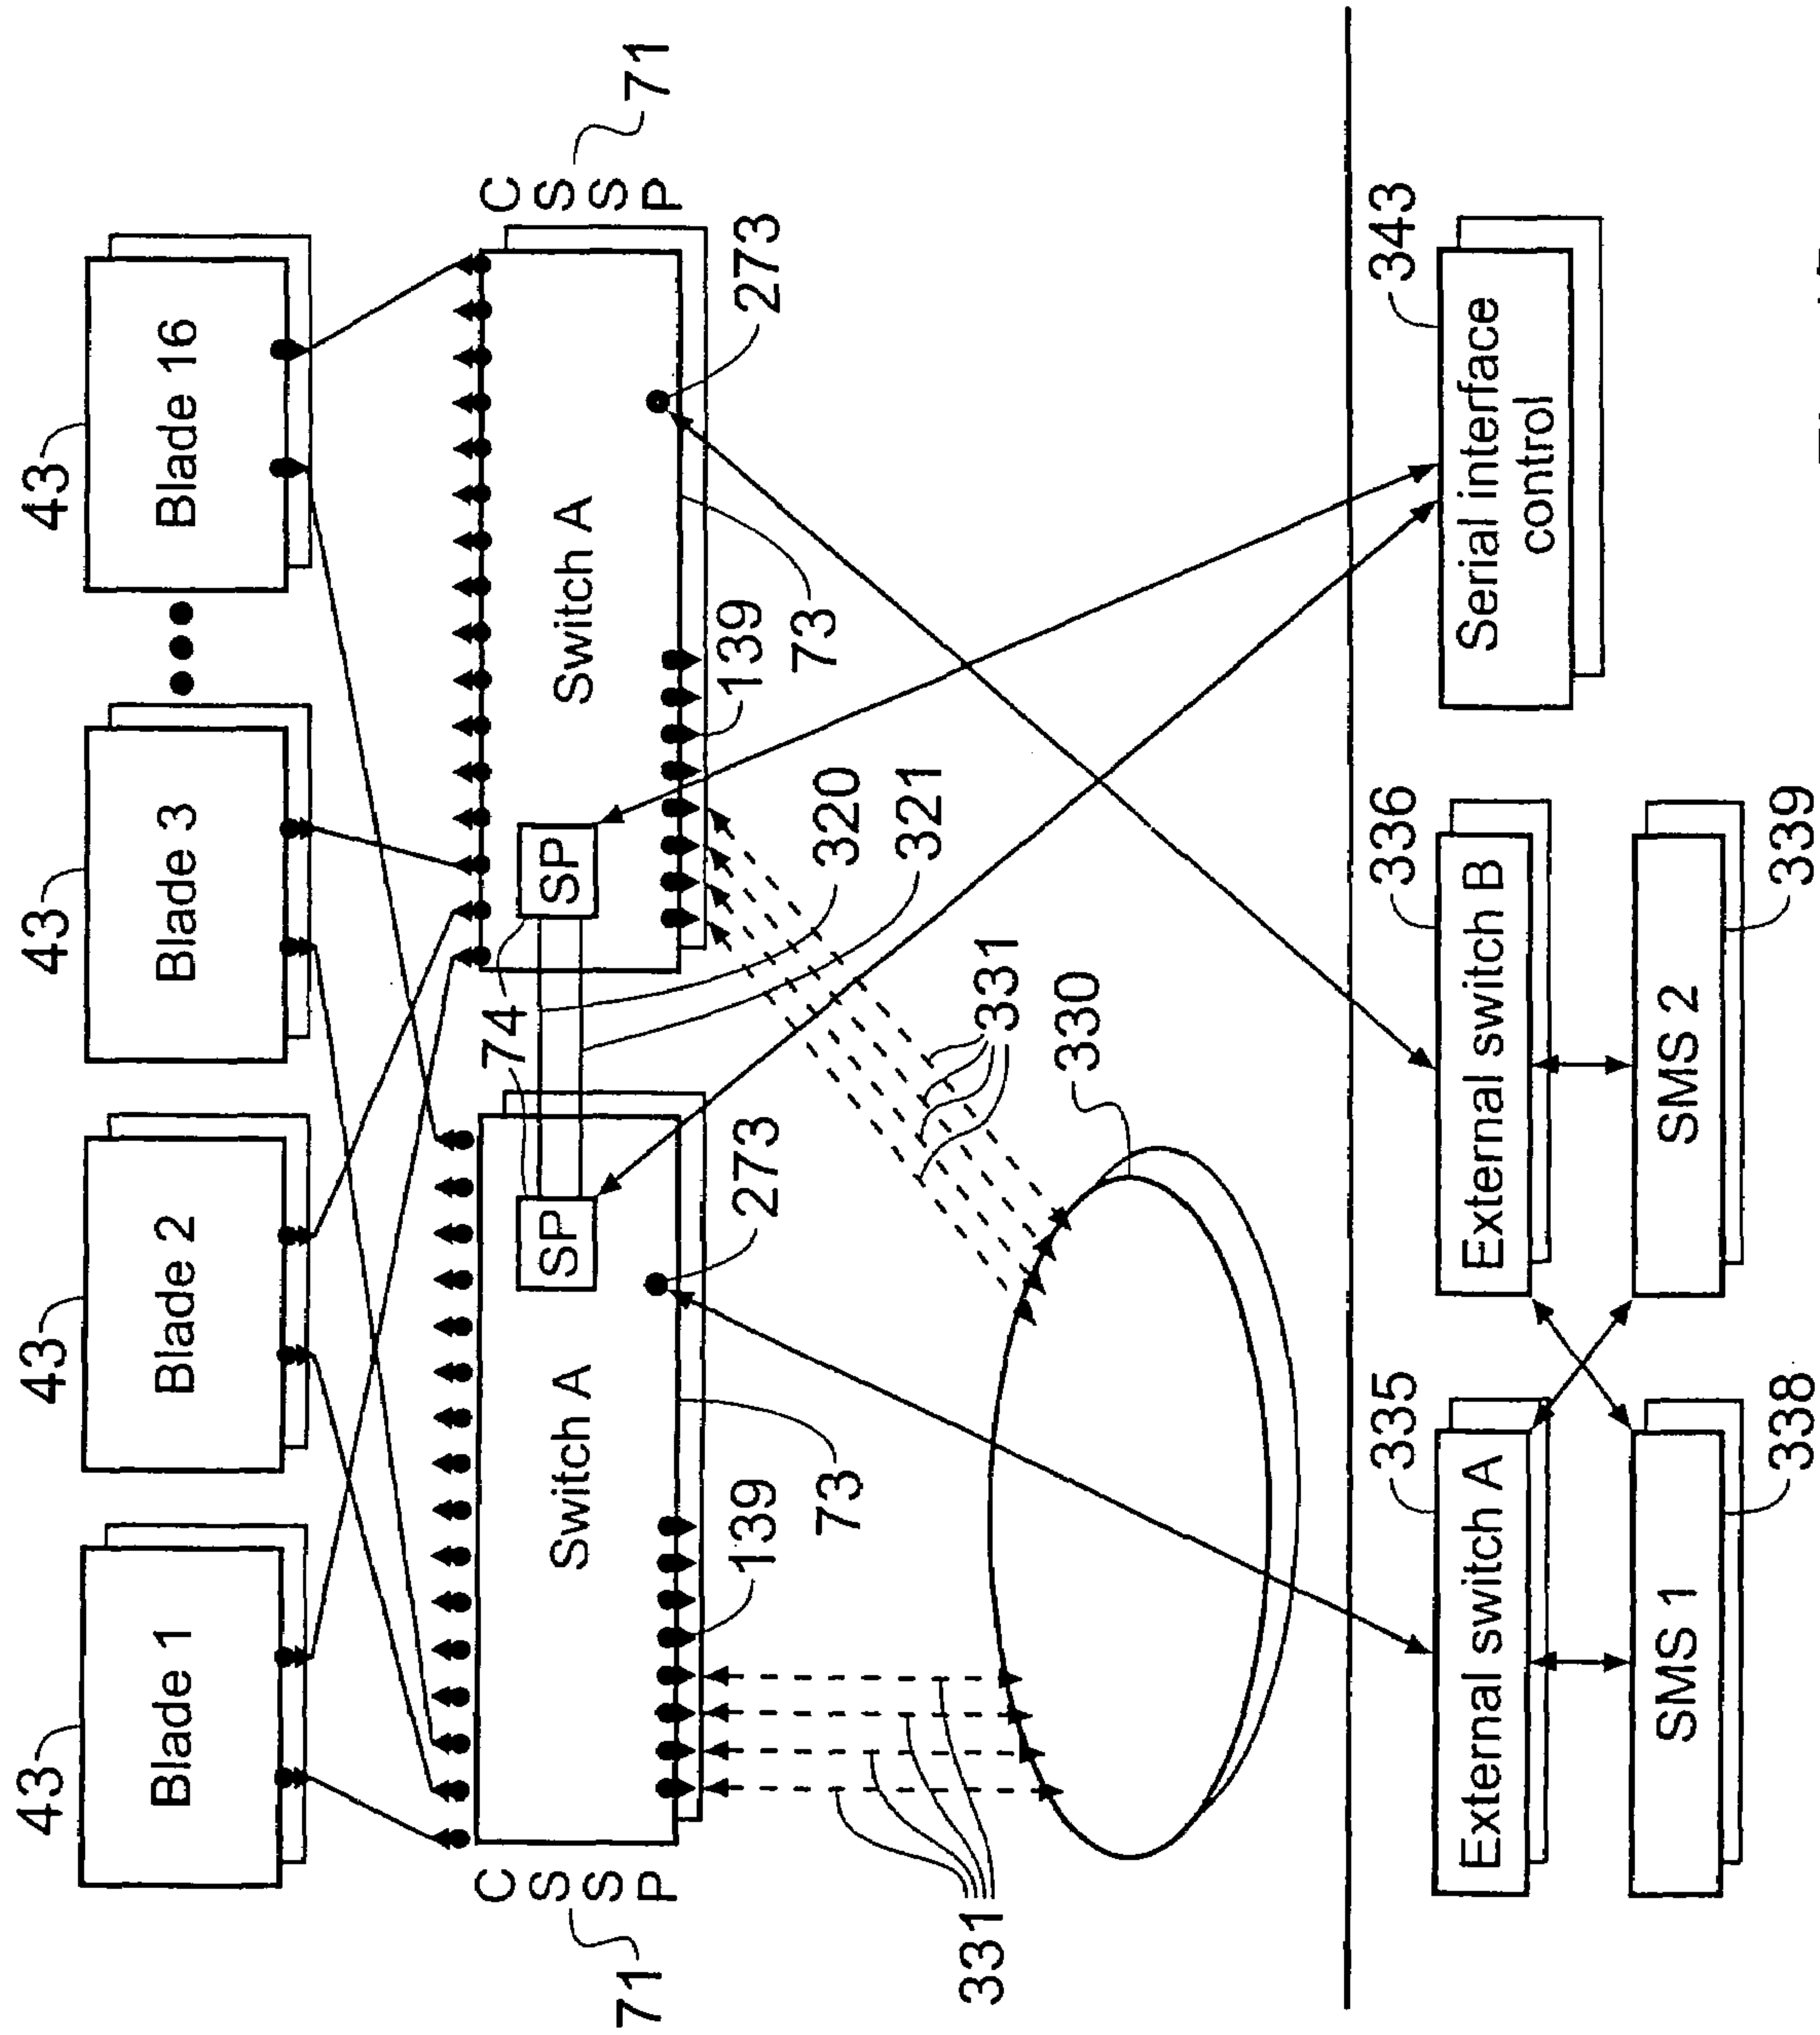 43
43
43
43
Blade 1
Blade 2
Blade 3
Blade 16
71
C
S
S
P
Switch A
SP
74
SP
Switch A
C
S
S
P
71
139
73
273
320
321
139
73
273
331
331
330
335
336
343
External switch A
External switch B
Serial interface
control
SMS 1
SMS 2
338
339